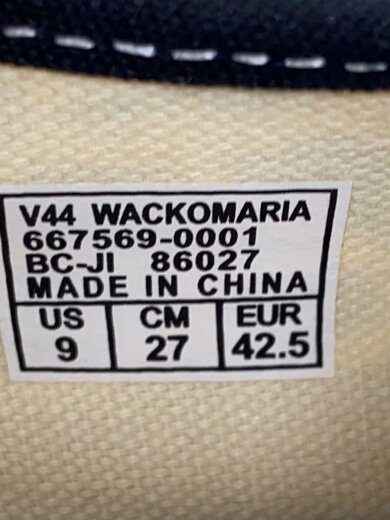 V44 WACKOMARIA
667569-0001
BC-JI 86027
MADE IN CHINA
US CM EUR
9 27 42.5